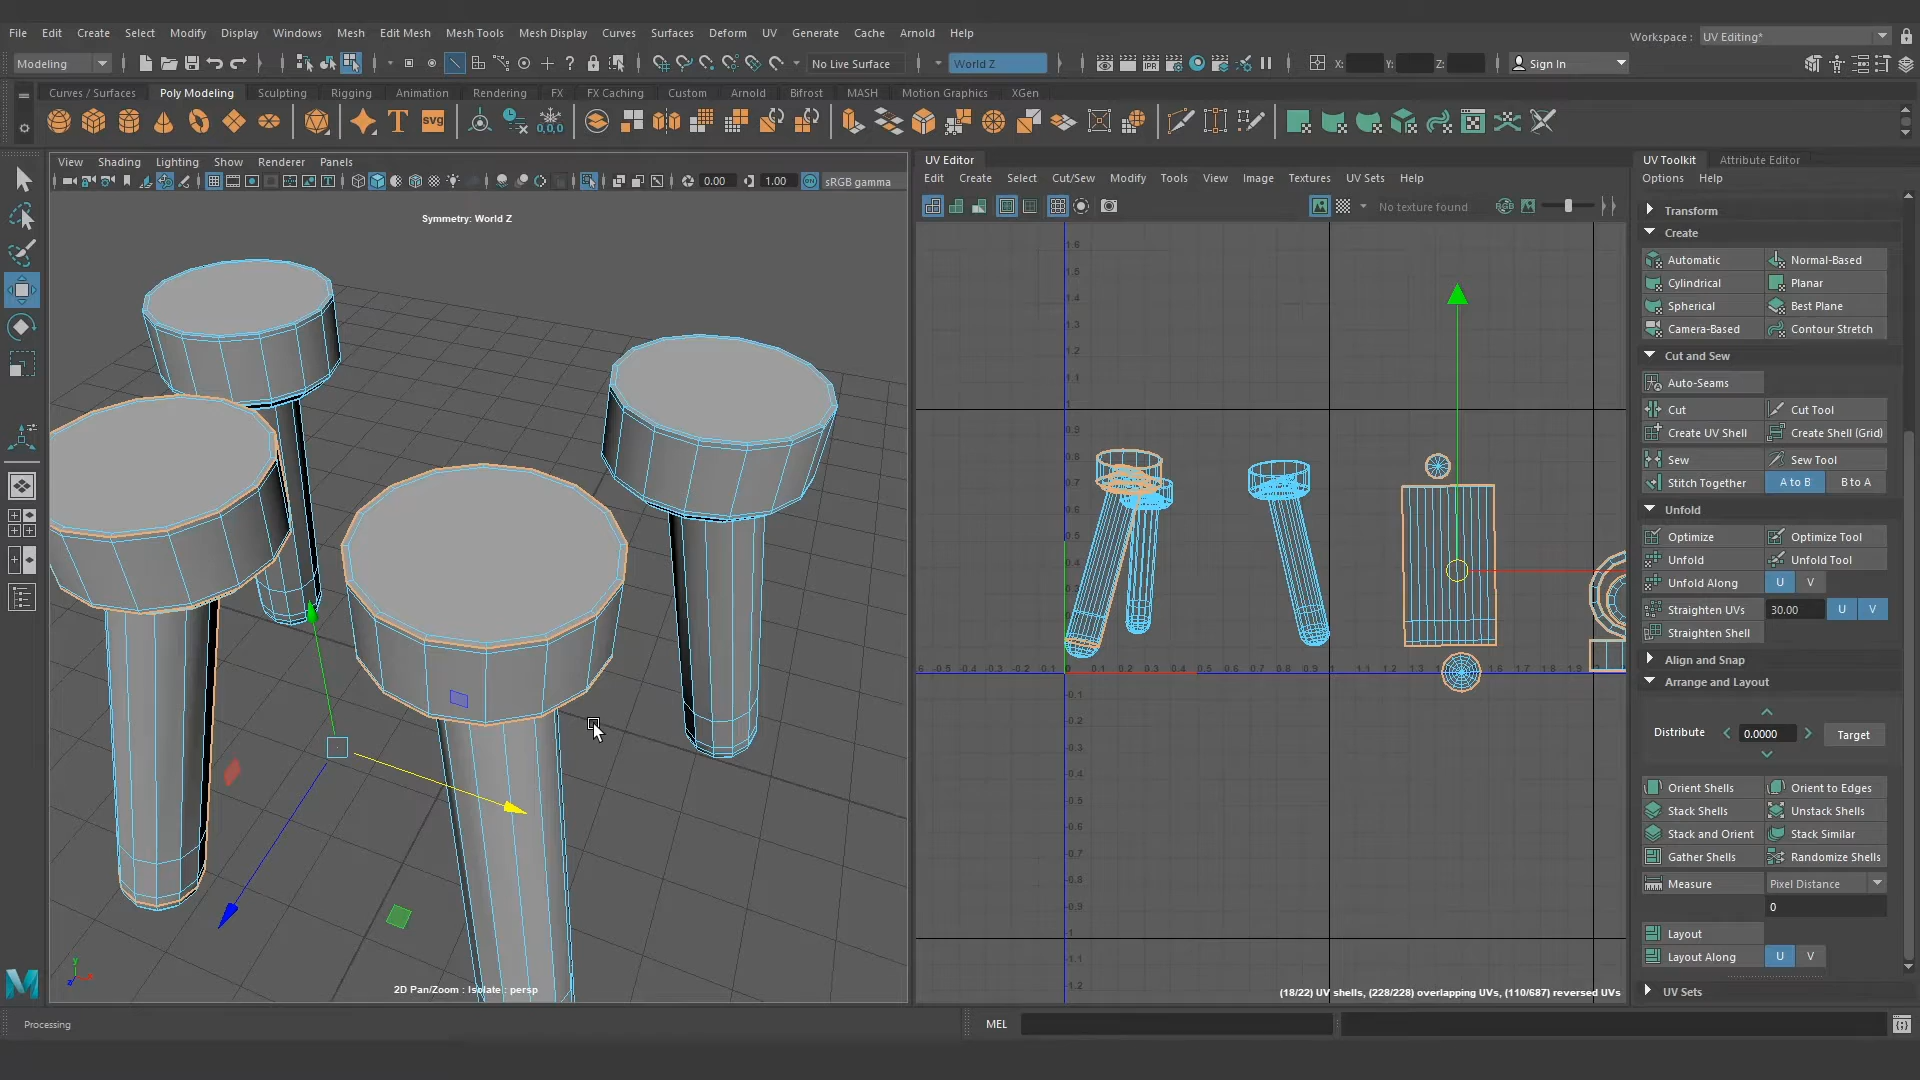 File Edit Create Select Modify Display Windows Mesh Edit Mesh Mesh Tools Mesh Display Curves Surfaces Deform UV Generate Cache Arnold Help
Workspace : UV Editing*
Modeling No Live Surface World Z X: Y: Z: Sign In
Curves / Surfaces Poly Modeling Sculpting Rigging Animation Rendering FX FX Caching Custom Arnold Bifrost MASH Motion Graphics XGen
View Shading Lighting Show Renderer Panels
0.00 1.00 sRGB gamma
Symmetry: World Z
2D Pan/Zoom : Isolate : persp
UV Editor
Edit Create Select Cut/Sew Modify Tools View Image Textures UV Sets Help
No texture found
(18/22) UV shells, (228/228) overlapping UVs, (110/687) reversed UVs
UV Toolkit Attribute Editor
Options Help
Transform
Create
Automatic Normal-Based
Cylindrical Planar
Spherical Best Plane
Camera-Based Contour Stretch
Cut and Sew
Auto-Seams
Cut Cut Tool
Create UV Shell Create Shell (Grid)
Sew Sew Tool
Stitch Together A to B B to A
Unfold
Optimize Optimize Tool
Unfold Unfold Tool
Unfold Along U V
Straighten UVs 30.00 U V
Straighten Shell
Align and Snap
Arrange and Layout
Distribute 0.0000 Target
Orient Shells Orient to Edges
Stack Shells Unstack Shells
Stack and Orient Stack Similar
Gather Shells Randomize Shells
Measure Pixel Distance
0
Layout
Layout Along U V
UV Sets
Processing
MEL